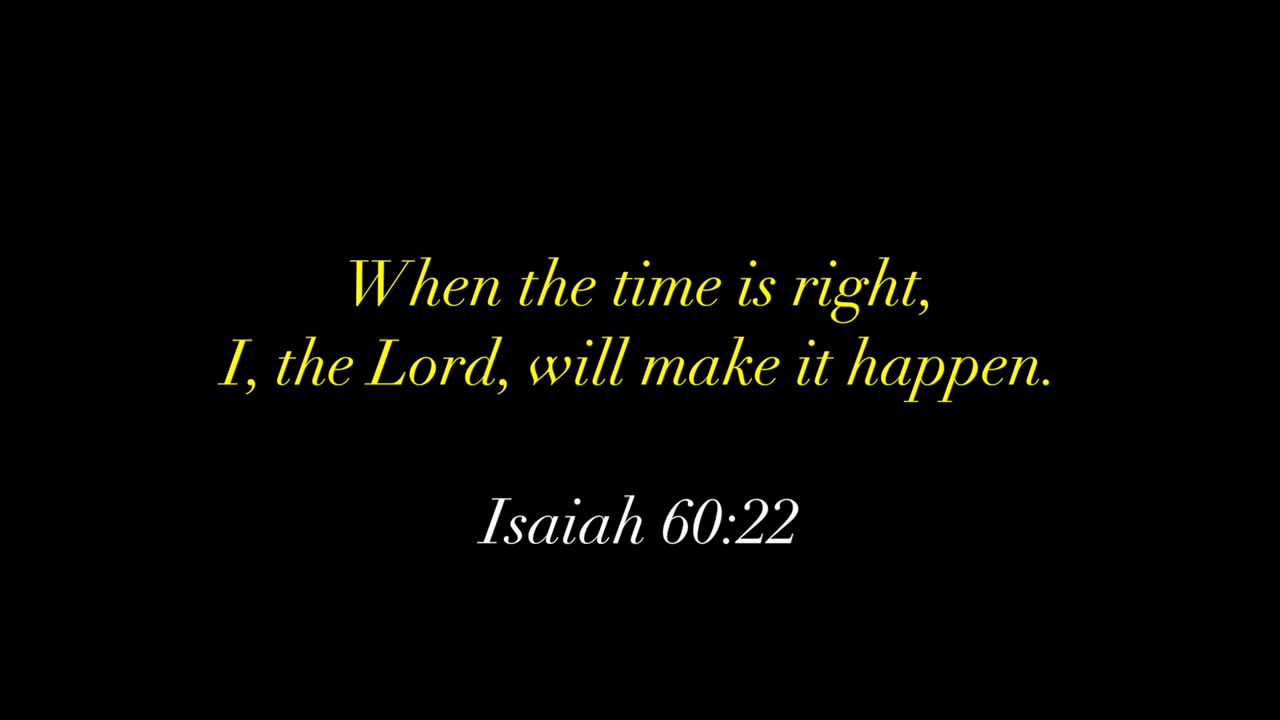 When the time is right,
I, the Lord, will make it happen.
Isaiah 60:22